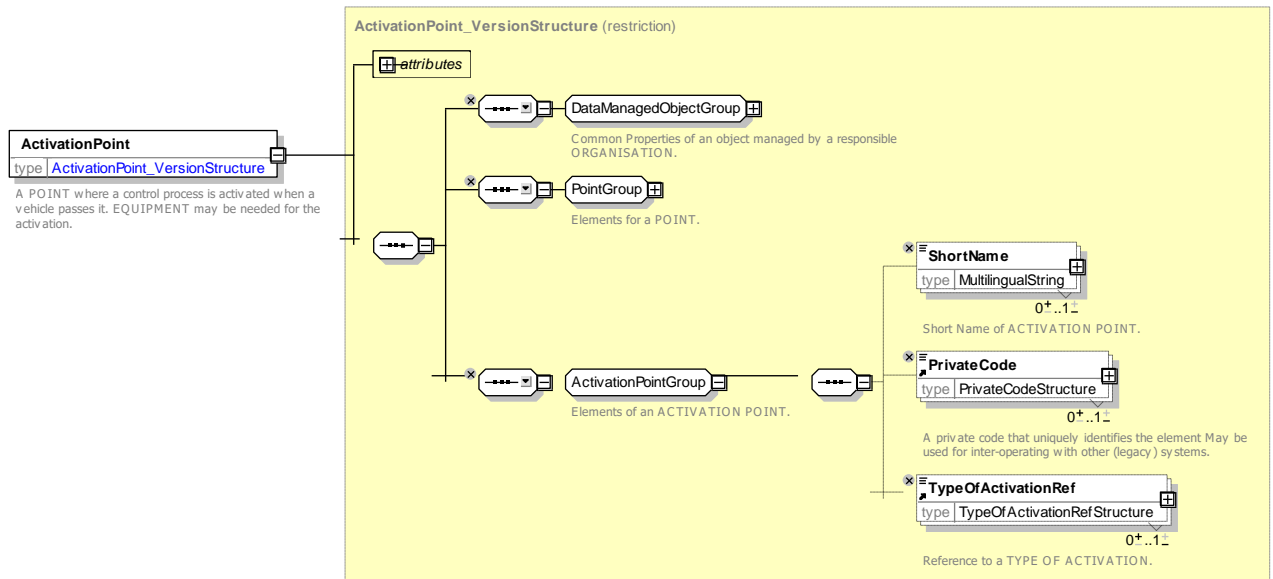 ActivationPoint_VersionStructure (restriction)
attributes
DataManagedObjectGroup
Common Properties of an object managed by a responsible
ORGANISATION.
ActivationPoint
type ActivationPoint_VersionStructure
A POINT where a control process is activated when a
vehicle passes it. EQUIPMENT may be needed for the
activation.
PointGroup
Elements for a POINT.
ShortName
type MultilingualString
0±..1±
Short Name of ACTIVATION POINT.
PrivateCode
type PrivateCodeStructure
0±..1±
A private code that uniquely identifies the element May be
used for inter-operating with other (legacy) systems.
ActivationPointGroup
Elements of an ACTIVATION POINT.
TypeOfActivationRef
type TypeOfActivationRefStructure
0±..1±
Reference to a TYPE OF ACTIVATION.